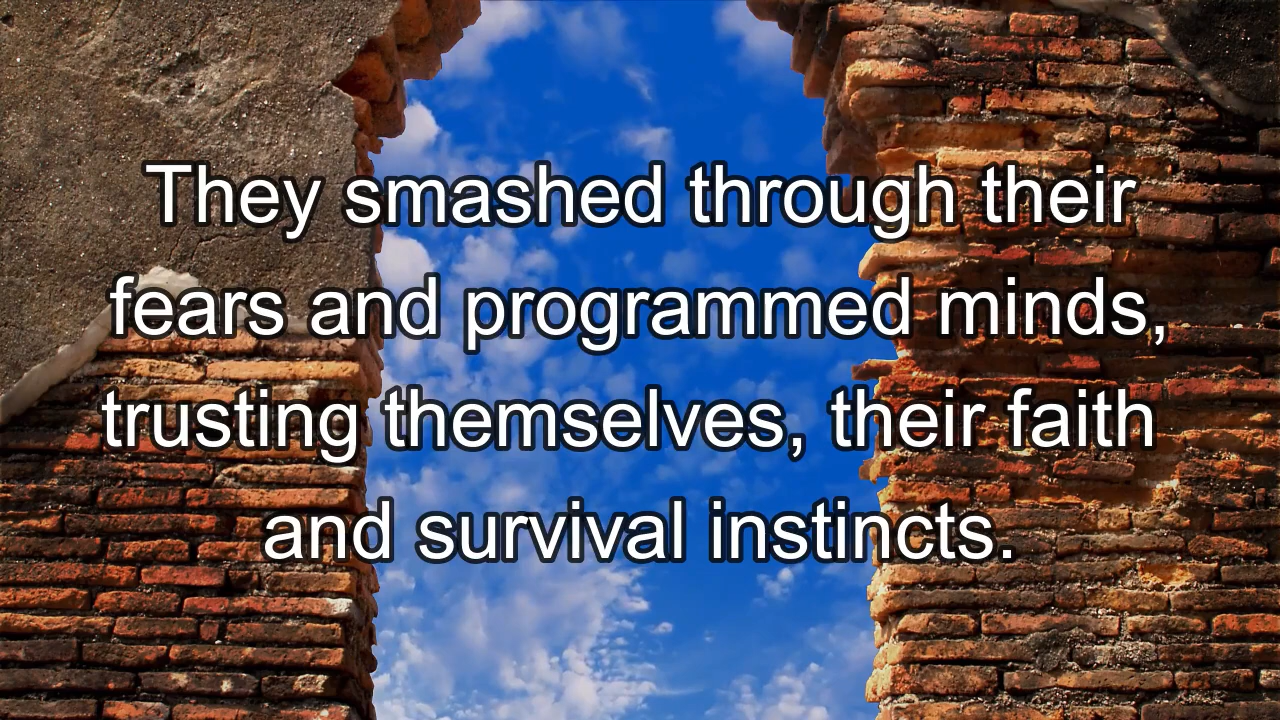 They smashed through their
fears and programmed minds,
trusting themselves, their faith
and survival instincts.